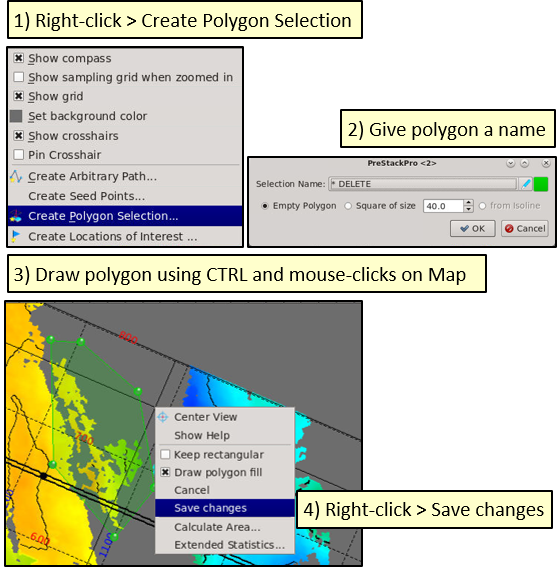 1) Right-click > Create Polygon Selection
Show compass
Show sampling grid when zoomed in
Show grid
Set background color
Show crosshairs
Pin Crosshair
Create Arbitrary Path...
Create Seed Points...
Create Polygon Selection...
Create Locations of Interest ...
2) Give polygon a name
PreStackPro <2>
Selection Name: * DELETE
Empty Polygon Square of size 40.0 from Isoline
OK Cancel
3) Draw polygon using CTRL and mouse-clicks on Map
Center View
Show Help
Keep rectangular
Draw polygon fill
Cancel
Save changes
Calculate Area...
Extended Statistics...
4) Right-click > Save changes